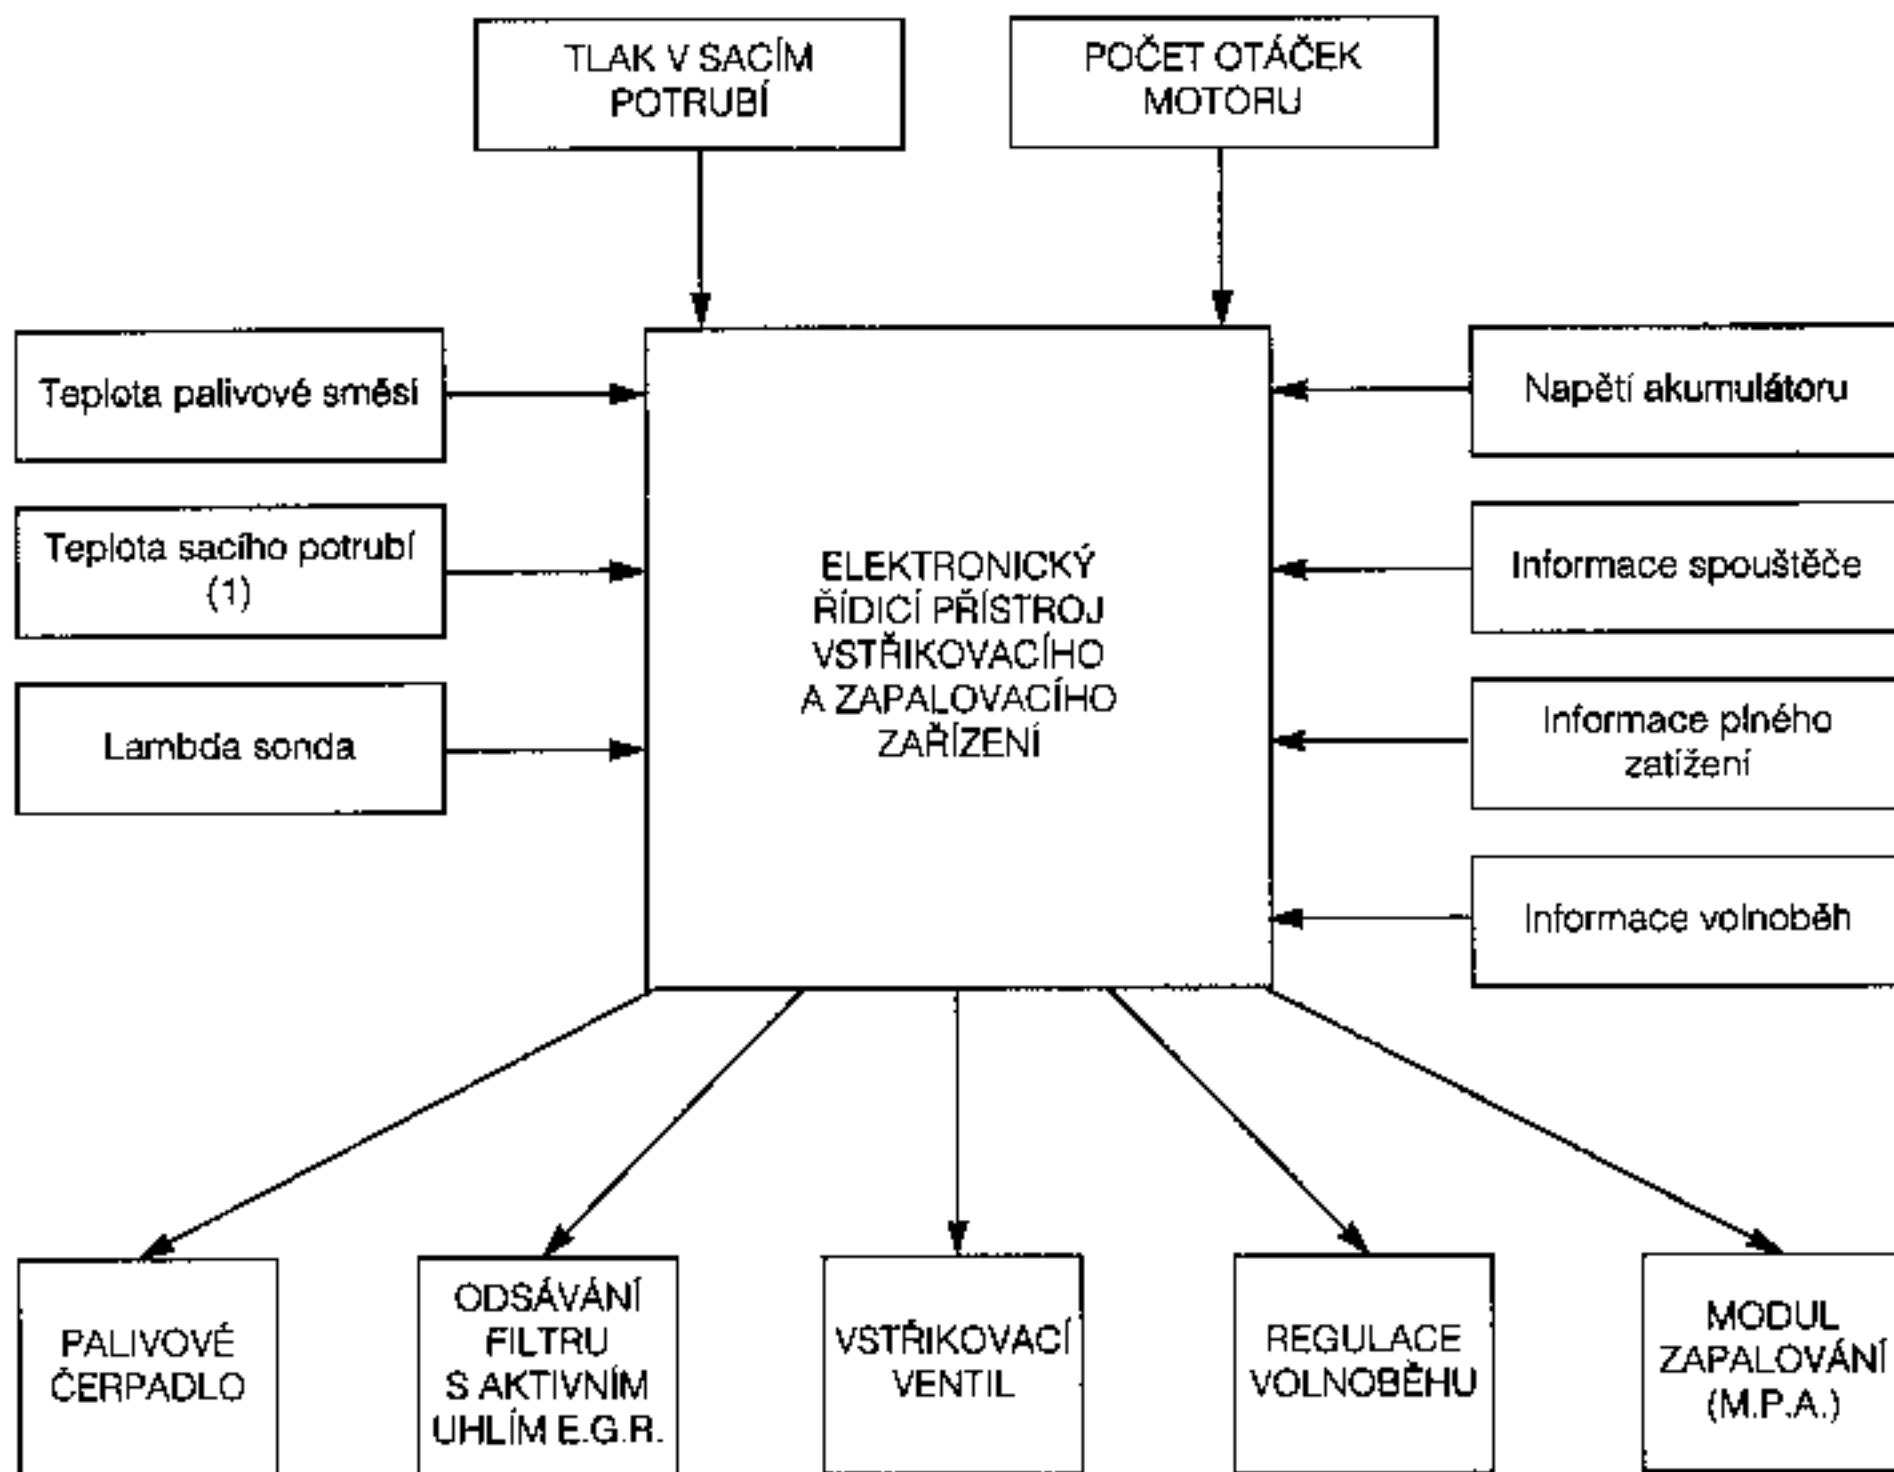 TLAK V SACÍM
POTRUBÍ
POČET OTÁČEK
MOTORU
Teplota palivové směsí
Teplota sacího potrubí
(1)
Lambda sonda
ELEKTRONICKÝ
ŘÍDICÍ PŘÍSTROJ
VSTŘIKOVACÍHO
A ZAPALOVACÍHO
ZAŘÍZENÍ
Napětí akumulátoru
Informace spouštěče
Informace plného
zatížení
Informace volnoběh
PALIVOVÉ
ČERPADLO
ODSÁVÁNÍ
FILTRU
S AKTIVNÍM
UHLÍM E.G.R.
VSTŘIKOVACÍ
VENTIL
REGULACE
VOLNOBĚHU
MODUL
ZAPALOVÁNÍ
(M.P.A.)